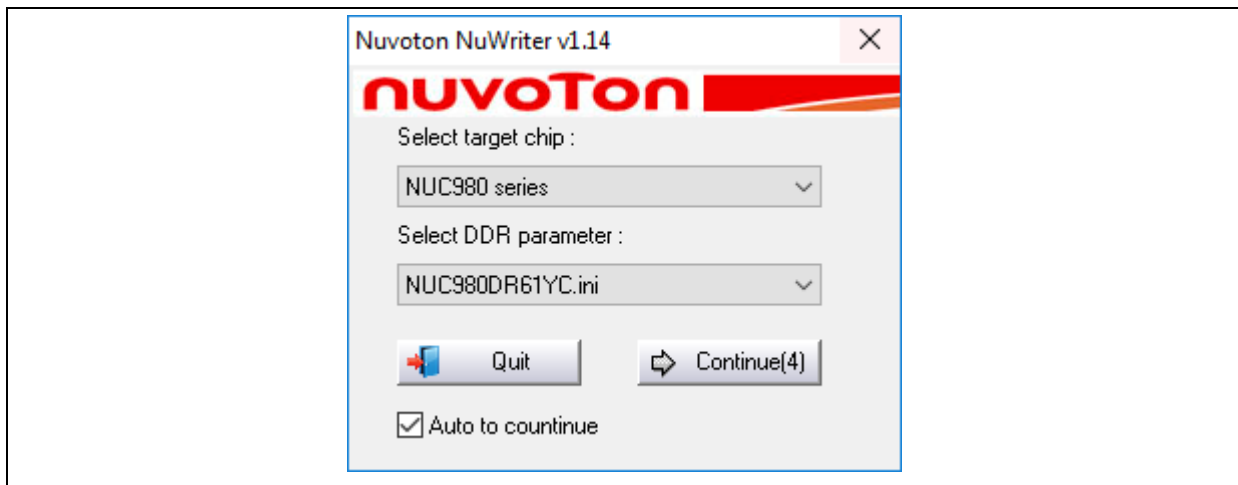 Nuvoton NuWriter v1.14
nuvoTon
Select target chip :
NUC980 series
Select DDR parameter :
NUC980DR61YC.ini
Quit
Continue(4)
Auto to countinue